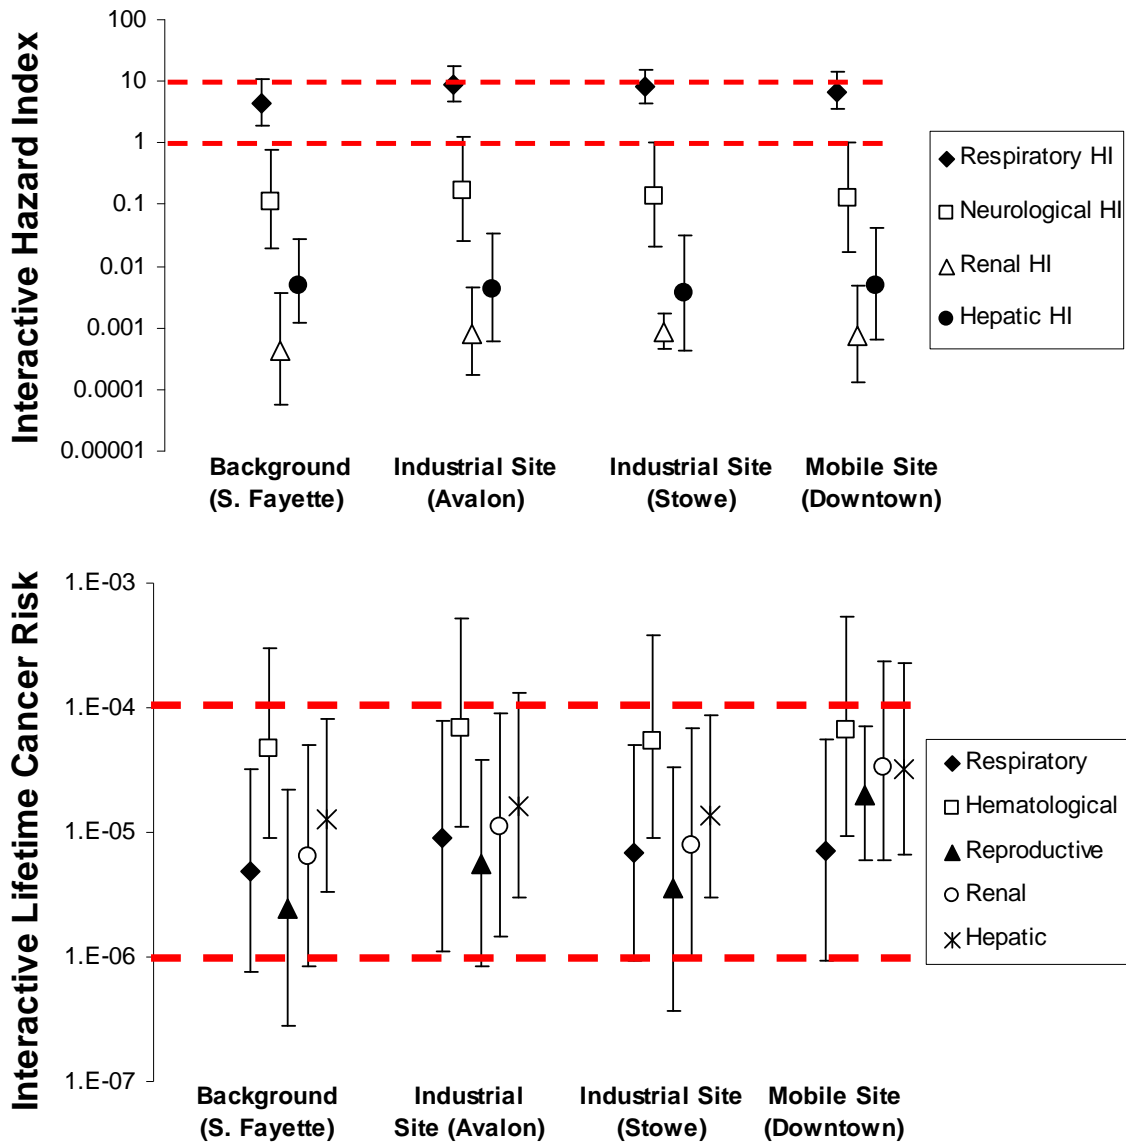 Interactive Hazard Index
100
10
1
0.1
0.01
0.001
0.0001
0.00001
Respiratory HI
Neurological HI
Renal HI
Hepatic HI
Background
(S. Fayette)
Industrial Site
(Avalon)
Industrial Site
(Stowe)
Mobile Site
(Downtown)
Interactive Lifetime Cancer Risk
1.E-03
1.E-04
1.E-05
1.E-06
1.E-07
Respiratory
Hematological
Reproductive
Renal
Hepatic
Background
(S. Fayette)
Industrial
Site (Avalon)
Industrial Site
(Stowe)
Mobile Site
(Downtown)